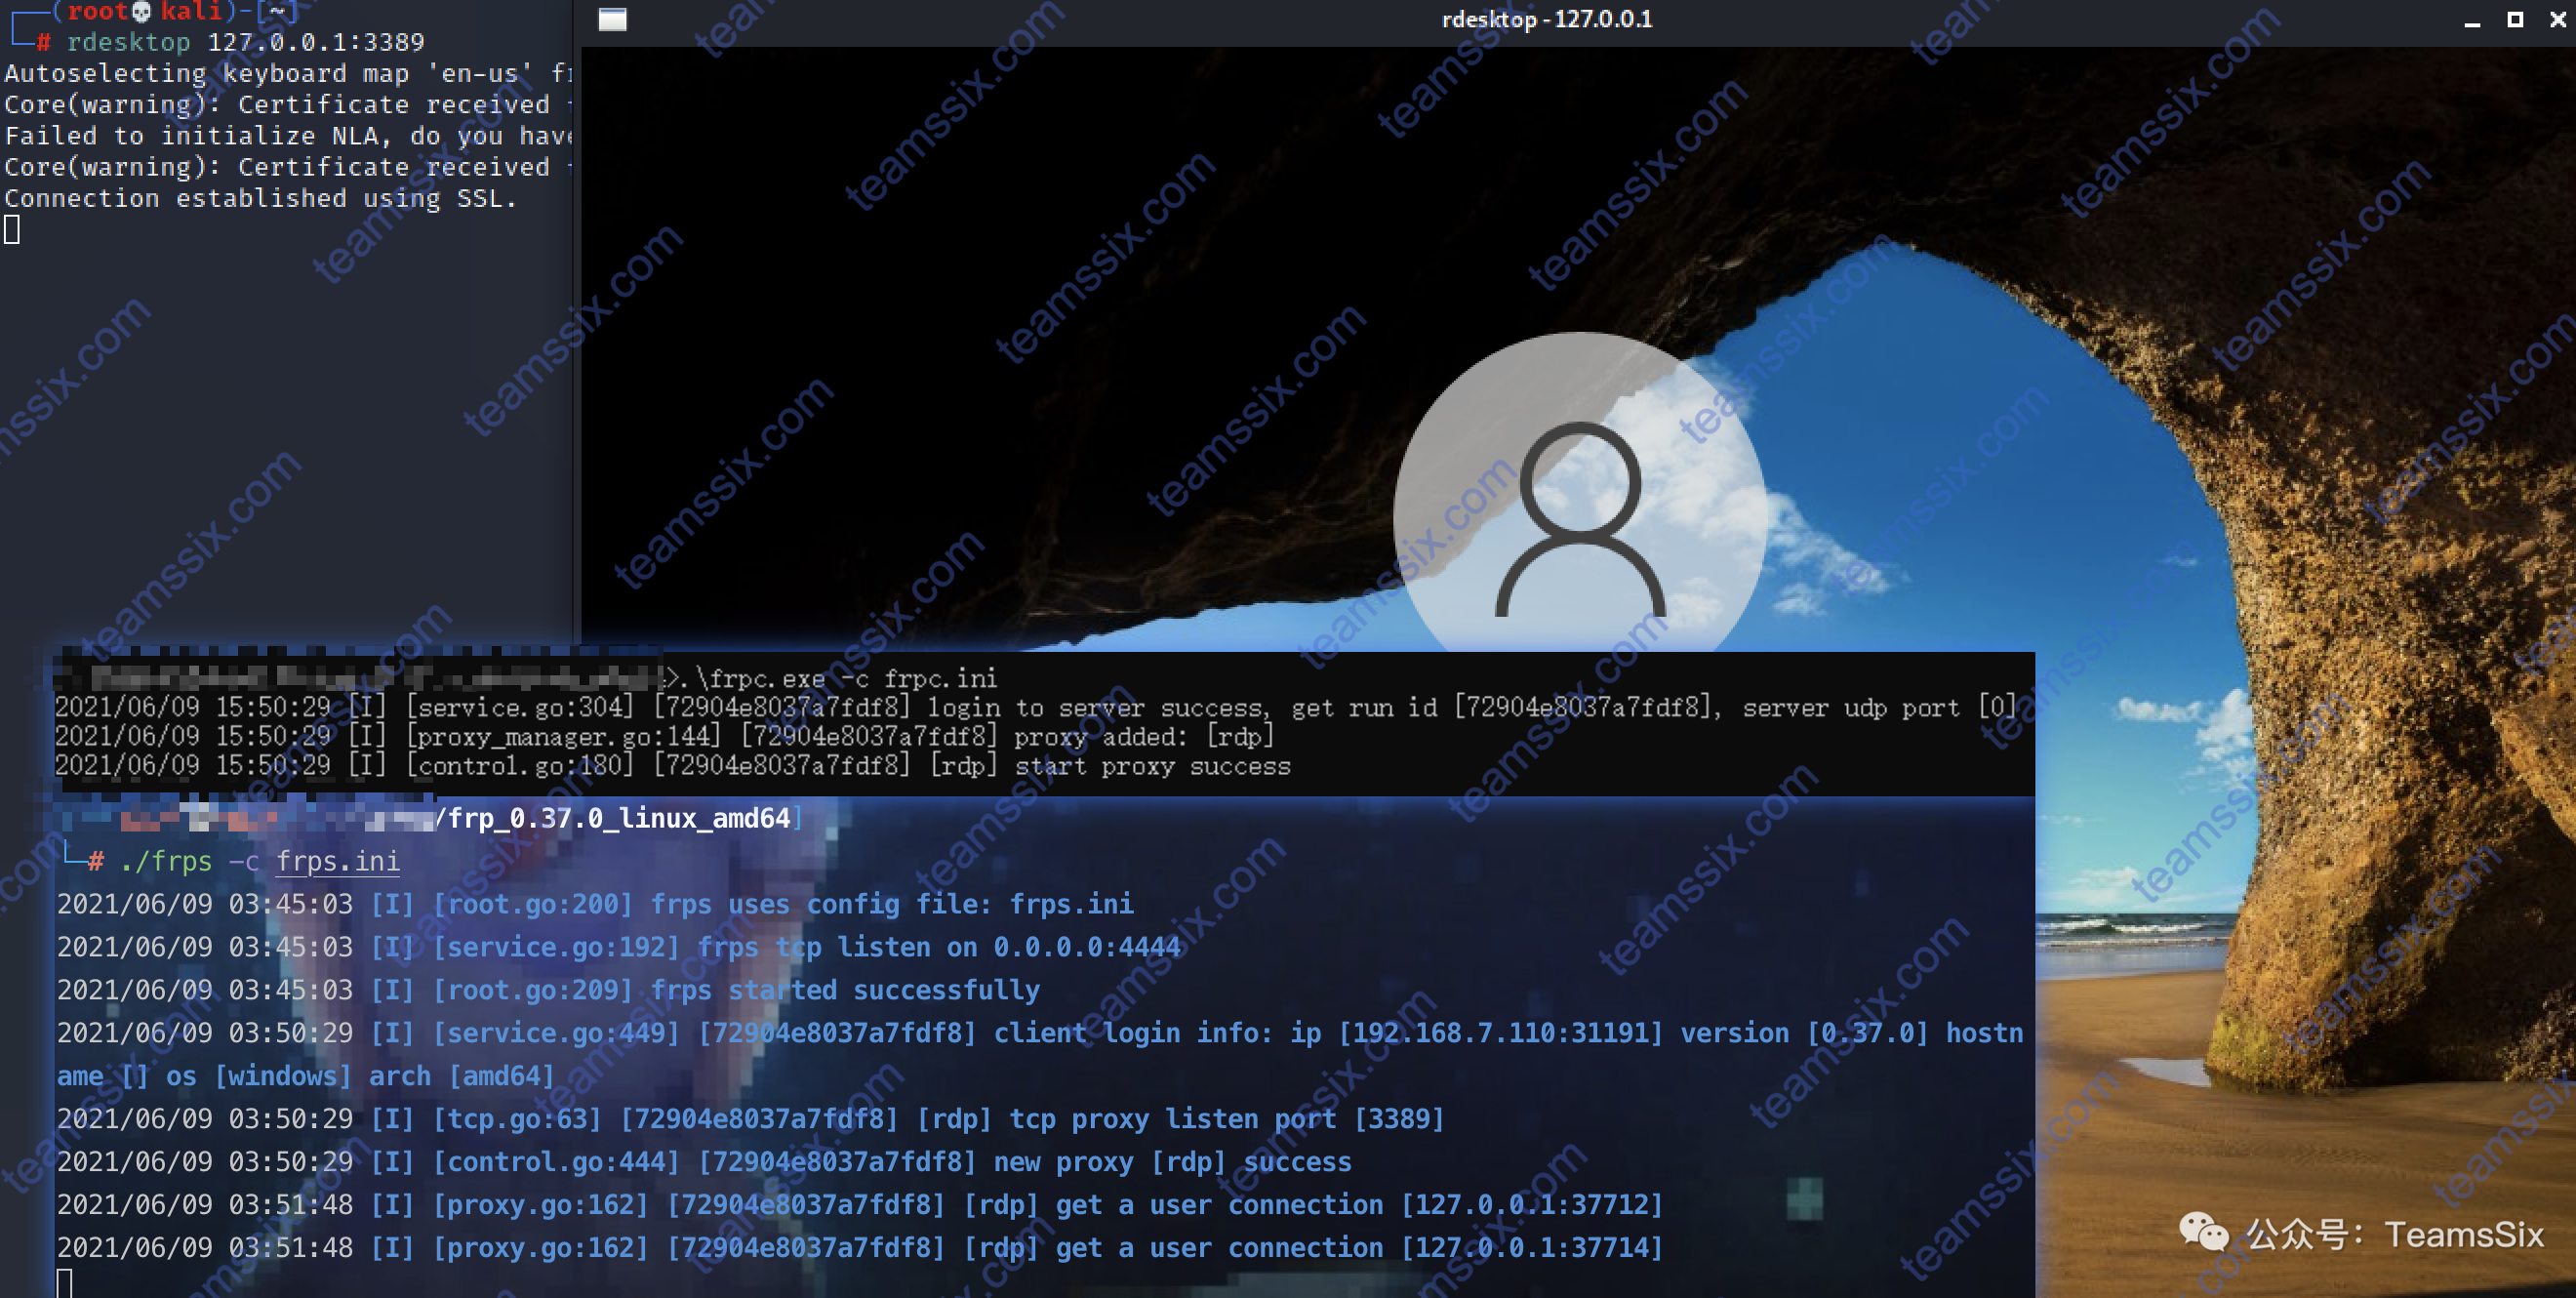 (root💀kali)-[~]
# rdesktop 127.0.0.1:3389
Autoselecting keyboard map 'en-us'
Core(warning): Certificate received
Failed to initialize NLA, do you have
Core(warning): Certificate received
Connection established using SSL.
rdesktop - 127.0.0.1
>.\frpc.exe -c frpc.ini
2021/06/09 15:50:29 [I] [service.go:304] [72904e8037a7fdf8] login to server success, get run id [72904e8037a7fdf8], server udp port [0]
2021/06/09 15:50:29 [I] [proxy_manager.go:144] [72904e8037a7fdf8] proxy added: [rdp]
2021/06/09 15:50:29 [I] [control.go:180] [72904e8037a7fdf8] [rdp] start proxy success
/frp_0.37.0_linux_amd64]
# ./frps -c frps.ini
2021/06/09 03:45:03 [I] [root.go:200] frps uses config file: frps.ini
2021/06/09 03:45:03 [I] [service.go:192] frps tcp listen on 0.0.0.0:4444
2021/06/09 03:45:03 [I] [root.go:209] frps started successfully
2021/06/09 03:50:29 [I] [service.go:449] [72904e8037a7fdf8] client login info: ip [192.168.7.110:31191] version [0.37.0] hostn
ame [] os [windows] arch [amd64]
2021/06/09 03:50:29 [I] [tcp.go:63] [72904e8037a7fdf8] [rdp] tcp proxy listen port [3389]
2021/06/09 03:50:29 [I] [control.go:444] [72904e8037a7fdf8] new proxy [rdp] success
2021/06/09 03:51:48 [I] [proxy.go:162] [72904e8037a7fdf8] [rdp] get a user connection [127.0.0.1:37712]
2021/06/09 03:51:48 [I] [proxy.go:162] [72904e8037a7fdf8] [rdp] get a user connection [127.0.0.1:37714]
公众号: TeamsSix
teamssix.com